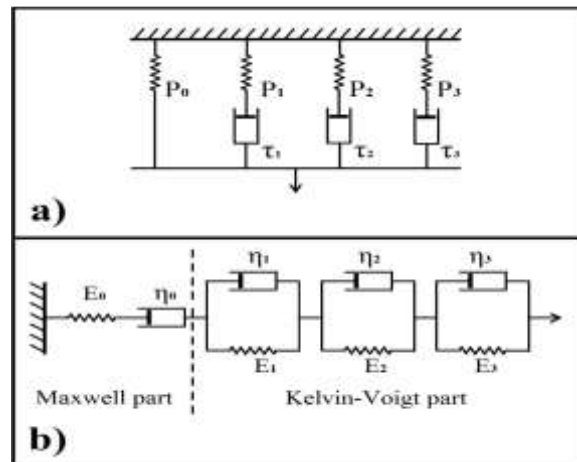 P₀ P₁ P₂ P₃
τ₁ τ₂ τ₃
a)
η₁ η₂ η₃
E₀ η₀
E₁ E₂ E₃
Maxwell part Kelvin-Voigt part
b)